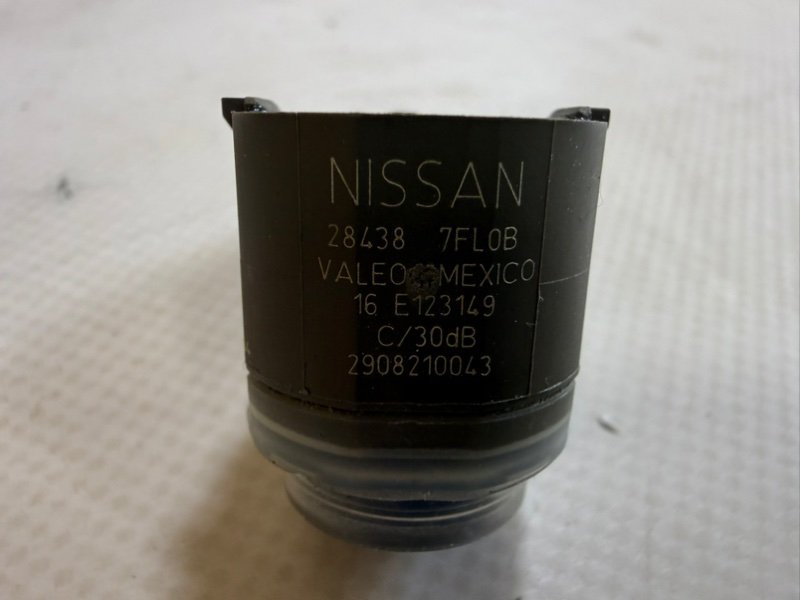 NISSAN
28438 7FL0B
VALEO MEXICO
16 E123149
C/30dB
2908210043